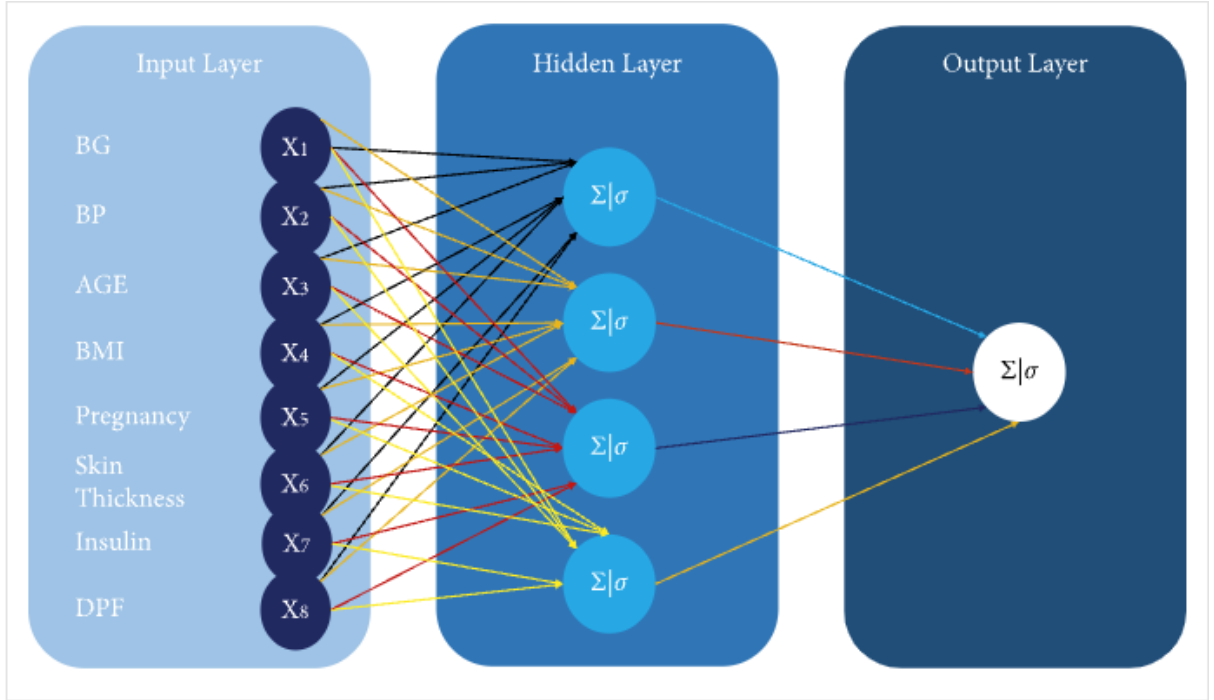 Input Layer
Hidden Layer
Output Layer
BG
X1
BP
X2
AGE
X3
BMI
X4
Pregnancy
X5
Skin
Thickness
X6
Insulin
X7
DPF
X8
Σ|σ
Σ|σ
Σ|σ
Σ|σ
Σ|σ